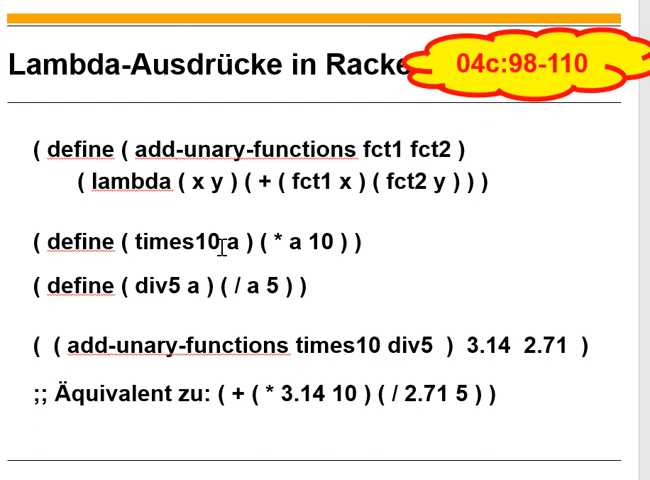 Lambda-Ausdrücke in Racke
04c:98-110
( define ( add-unary-functions fct1 fct2 )
( lambda ( x y ) ( + ( fct1 x ) ( fct2 y ) ) )
( define ( times10 a ) ( * a 10 ) )
( define ( div5 a ) ( / a 5 ) )
( ( add-unary-functions times10 div5 ) 3.14 2.71 )
;; Äquivalent zu: ( + ( * 3.14 10 ) ( / 2.71 5 ) )